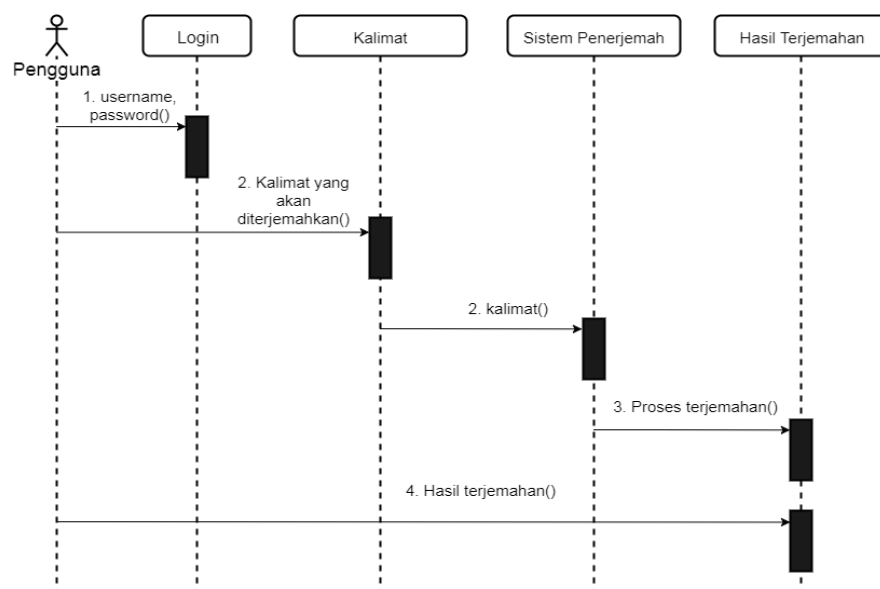 Pengguna
Login
Kalimat
Sistem Penerjemah
Hasil Terjemahan
1. username,
password()
2. Kalimat yang
akan
diterjemahkan()
2. kalimat()
3. Proses terjemahan()
4. Hasil terjemahan()